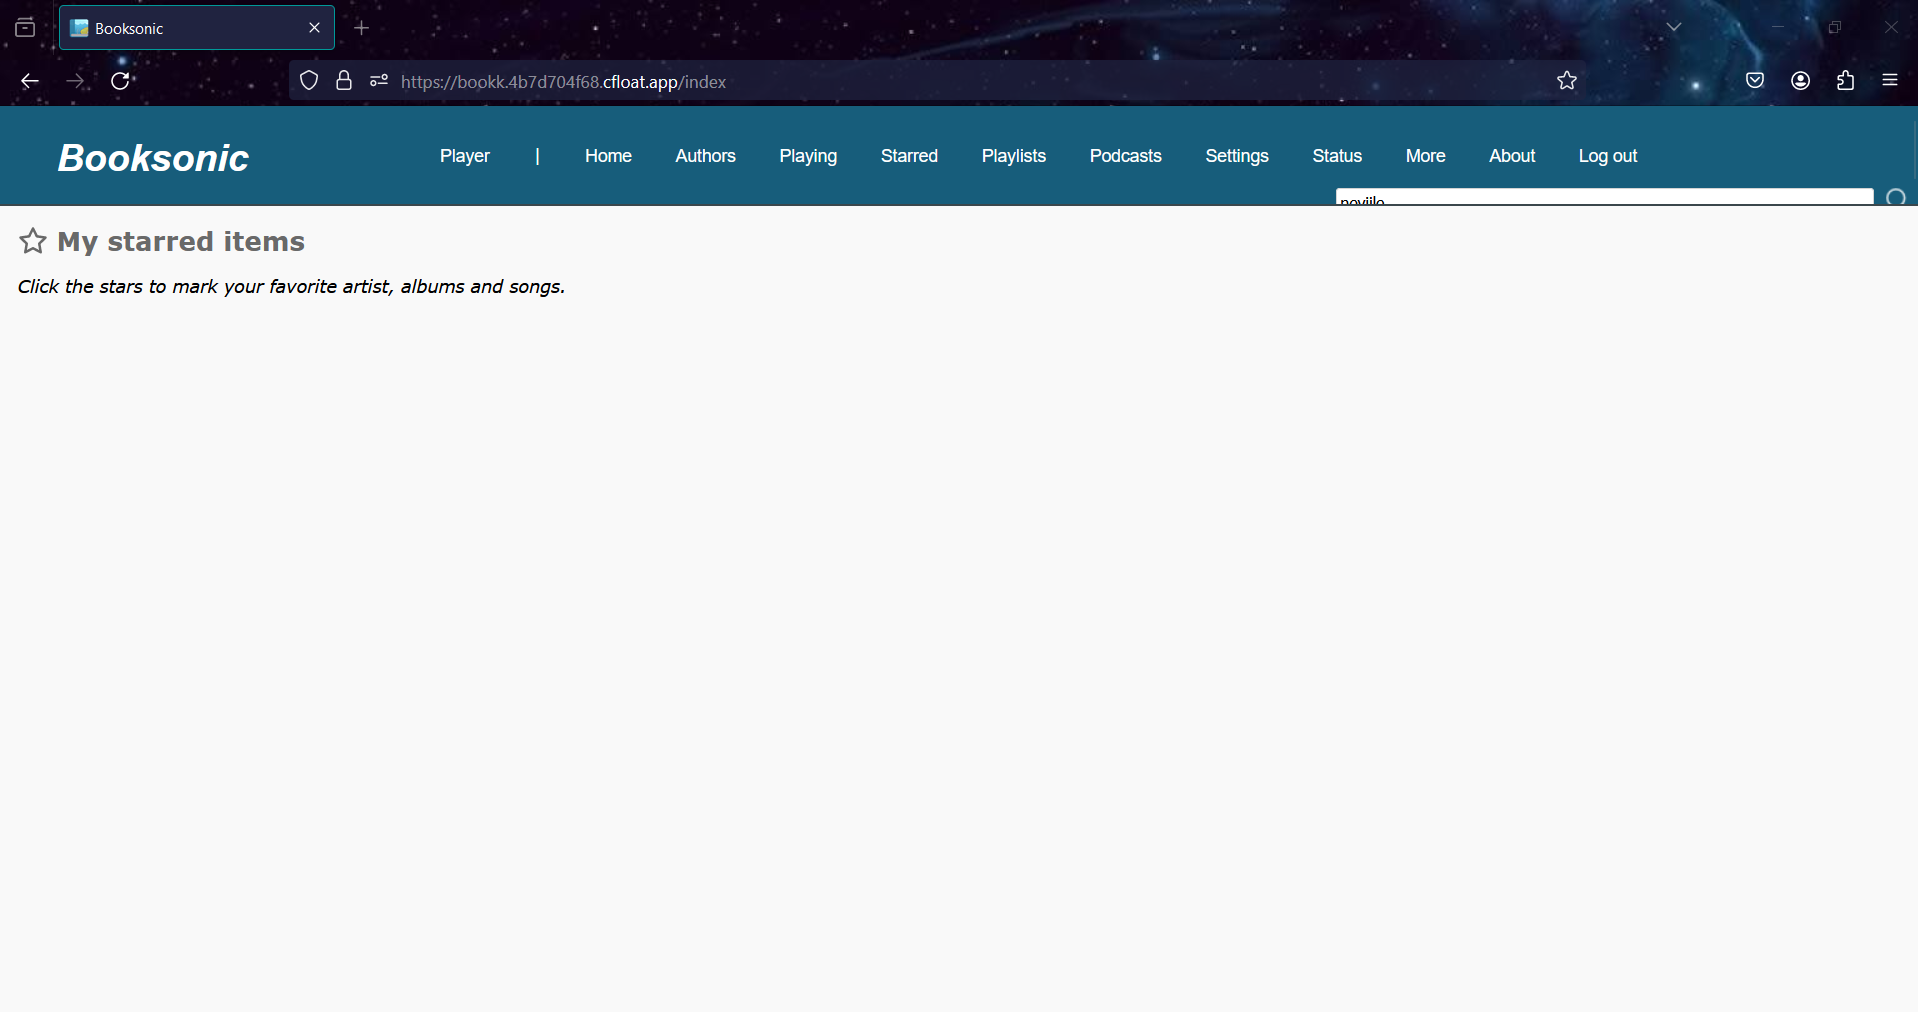 Booksonic
https://bookk.4b7d704f68.cfloat.app/index
Booksonic
Player | Home Authors Playing Starred Playlists Podcasts Settings Status More About Log out
My starred items
Click the stars to mark your favorite artist, albums and songs.